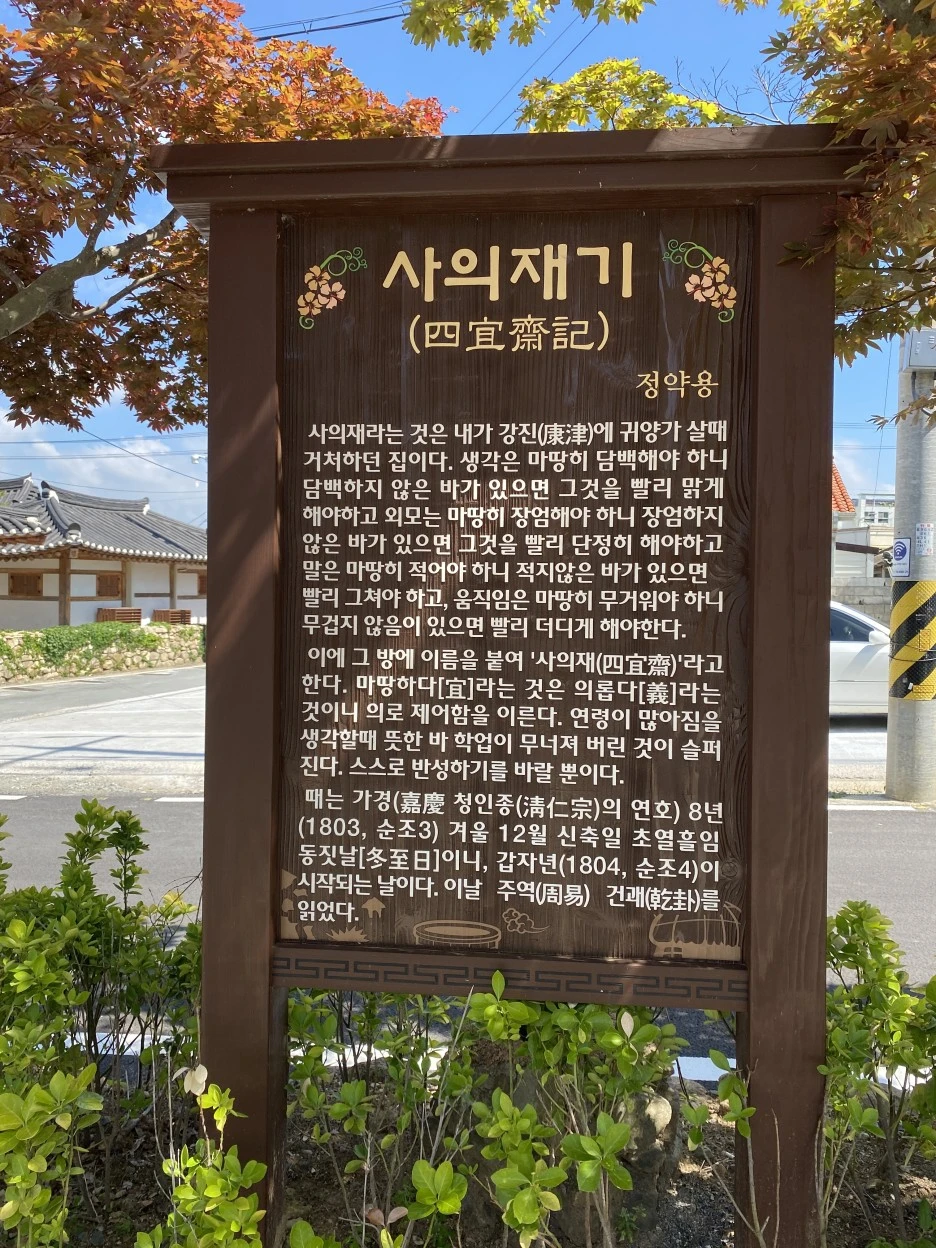 사의재기
(四宜齋記)
정약용
사의재라는 것은 내가 강진(康津)에 귀양가 살때
거처하던 집이다. 생각은 마땅히 담백해야 하니
담백하지 않은 바가 있으면 그것을 빨리 맑게
해야하고 외모는 마땅히 장엄해야 하니 장엄하지
않은 바가 있으면 그것을 빨리 단정히 해야하고
말은 마땅히 적어야 하니 적지않은 바가 있으면
빨리 그쳐야 하고, 움직임은 마땅히 무거워야 하니
무겁지 않음이 있으면 빨리 더디게 해야한다.
이에 그 방에 이름을 붙여 '사의재(四宜齋)'라고
한다. 마땅하다[宜]라는 것은 의롭다[義]라는
것이니 의로 제어함을 이른다. 연령이 많아짐을
생각할때 뜻한 바 학업이 무너져 버린 것이 슬퍼
진다. 스스로 반성하기를 바랄 뿐이다.
때는 가경(嘉慶 청인종(淸仁宗)의 연호) 8년
(1803, 순조3) 겨울 12월 신축일 초열흘임
동짓날[冬至日]이니, 갑자년(1804, 순조4)이
시작되는 날이다. 이날 주역(周易) 건괘(乾卦)를
읽었다.